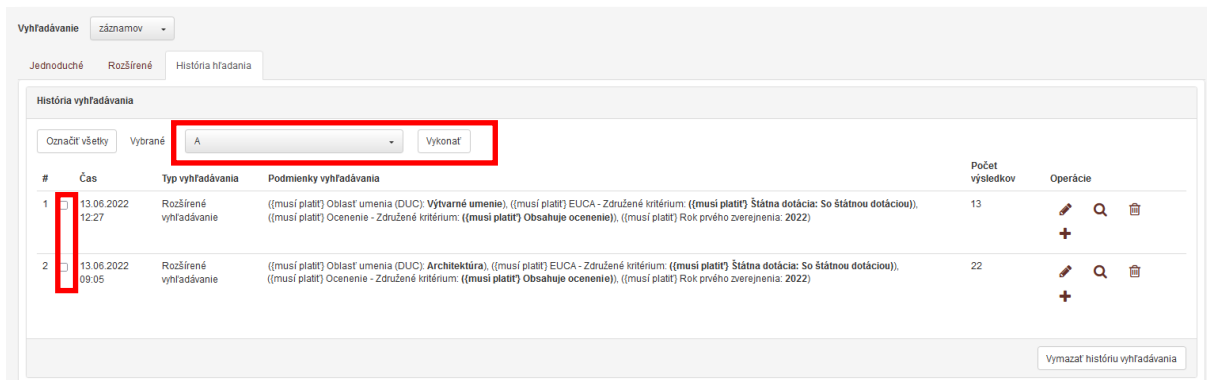 Vyhľadávanie záznamov
Jednoduché Rozšírené História hľadania
História vyhľadávania
Označiť všetky Vybrané A Vykonať
# Čas Typ vyhľadávania Podmienky vyhľadávania Počet výsledkov Operácie
1 13.06.2022 12:27 Rozšírené vyhľadávanie ({musí platiť} Oblasť umenia (DUC): Výtvarné umenie), ({musí platiť} EUCA - Združené kritérium: ({musí platiť} Štátna dotácia: So štátnou dotáciou)), 13
({musí platiť} Ocenenie - Združené kritérium: ({musí platiť} Obsahuje ocenenie)), ({musí platiť} Rok prvého zverejnenia: 2022)
2 13.06.2022 09:05 Rozšírené vyhľadávanie ({musí platiť} Oblasť umenia (DUC): Architektúra), ({musí platiť} EUCA - Združené kritérium: ({musí platiť} Štátna dotácia: So štátnou dotáciou)), 22
({musí platiť} Ocenenie - Združené kritérium: ({musí platiť} Obsahuje ocenenie)), ({musí platiť} Rok prvého zverejnenia: 2022)
Vymazať históriu vyhľadávania